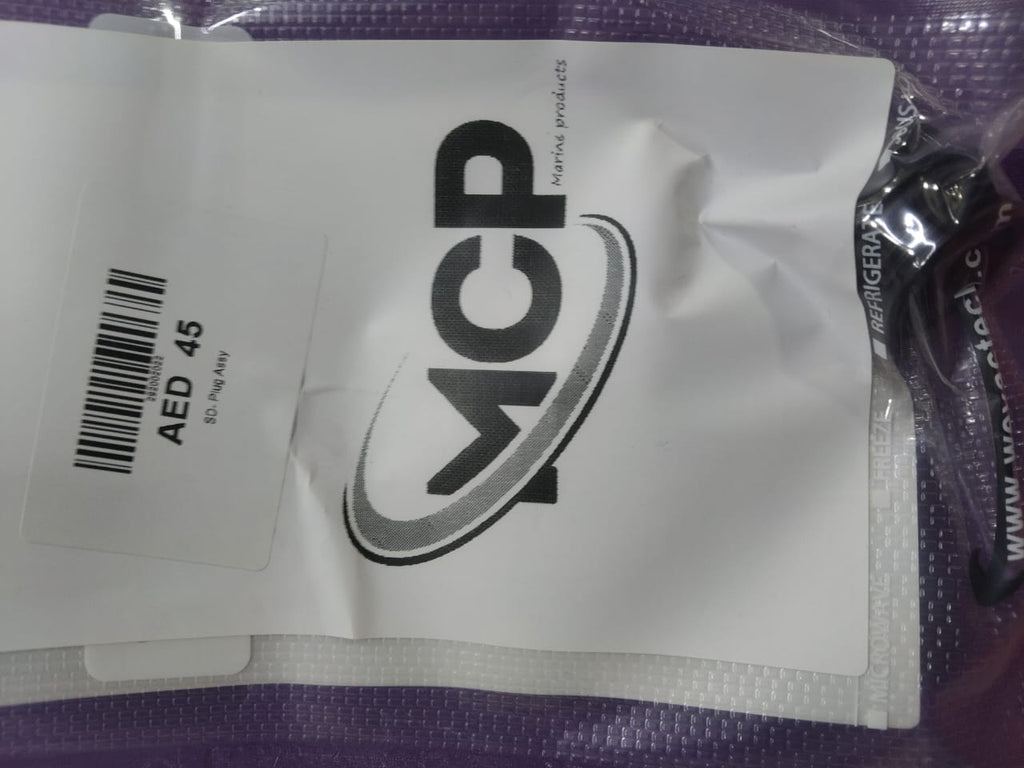 MCP
Marine products
AED 45
SD- Plug Assy
REFRIGERATE
FREEZE
MICROWAVE